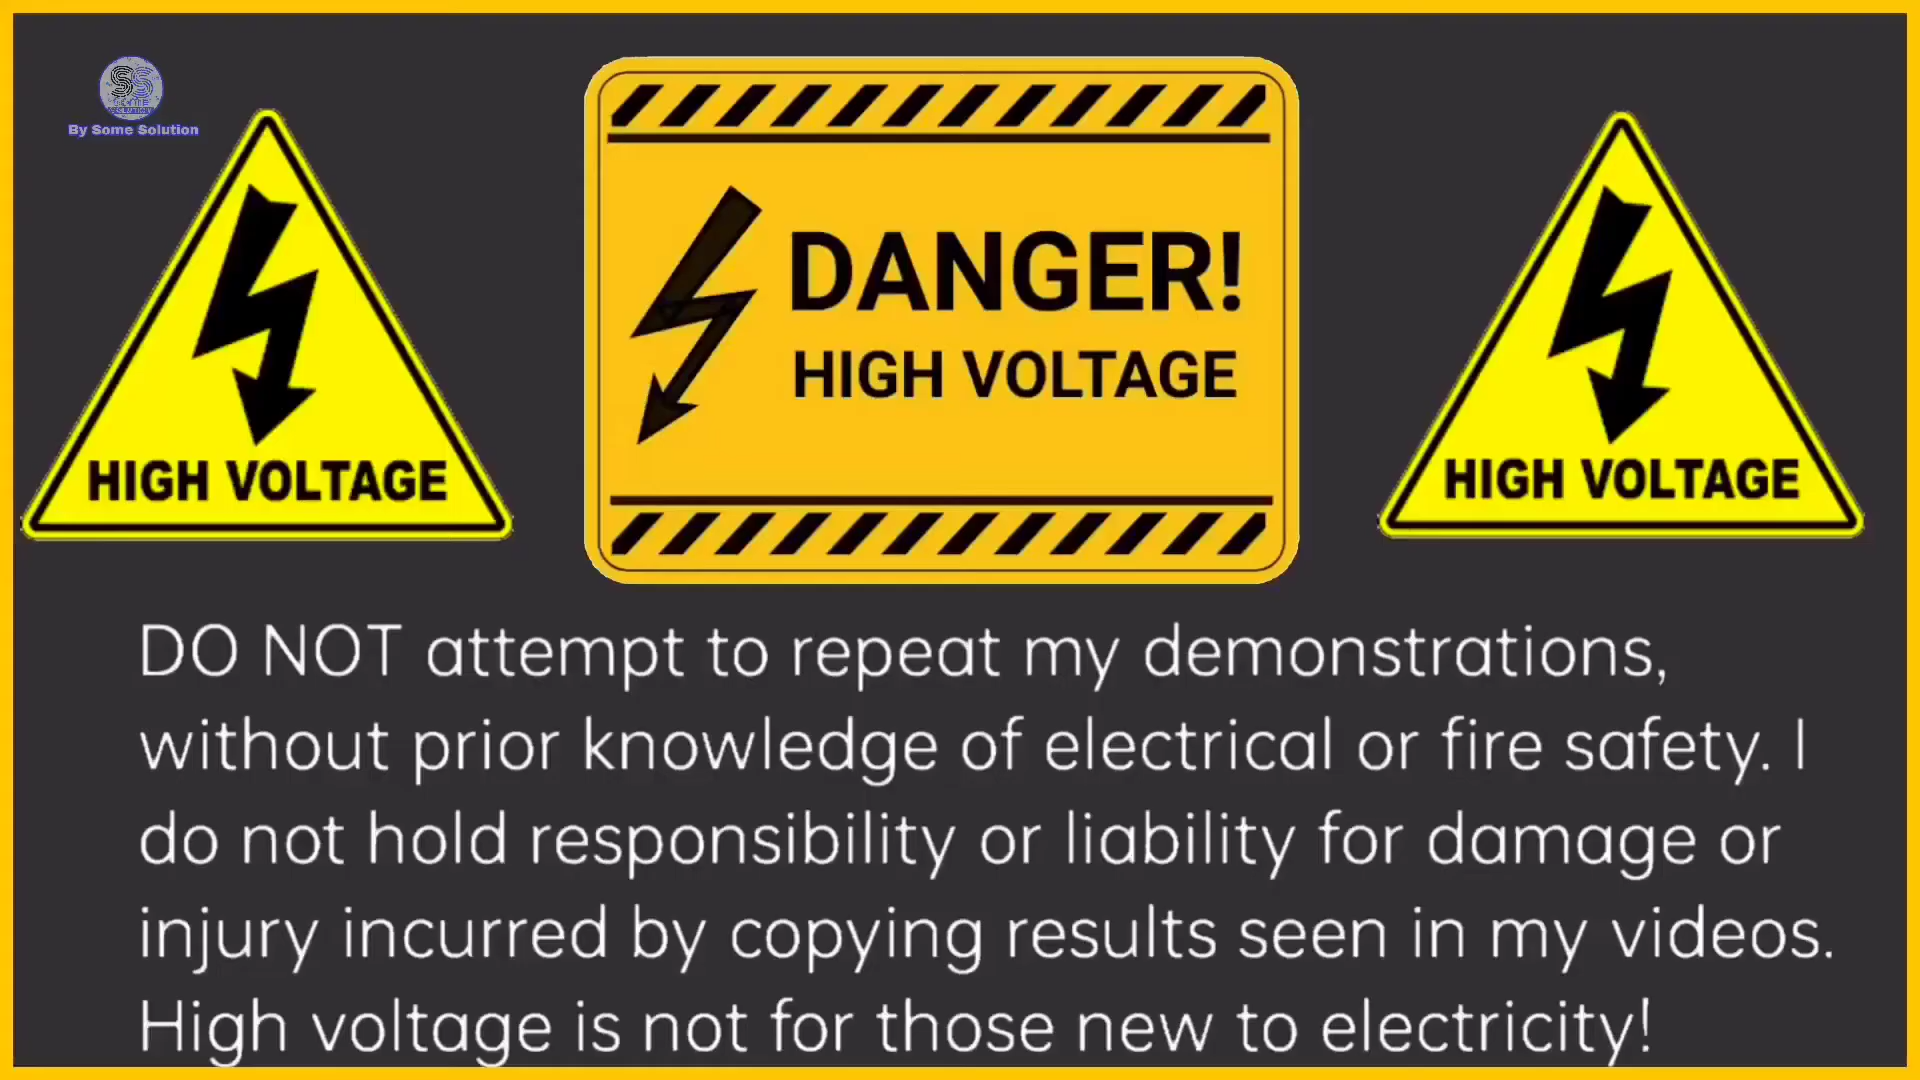 By Some Solution
HIGH VOLTAGE
DANGER!
HIGH VOLTAGE
HIGH VOLTAGE
DO NOT attempt to repeat my demonstrations,
without prior knowledge of electrical or fire safety. I
do not hold responsibility or liability for damage or
injury incurred by copying results seen in my videos.
High voltage is not for those new to electricity!